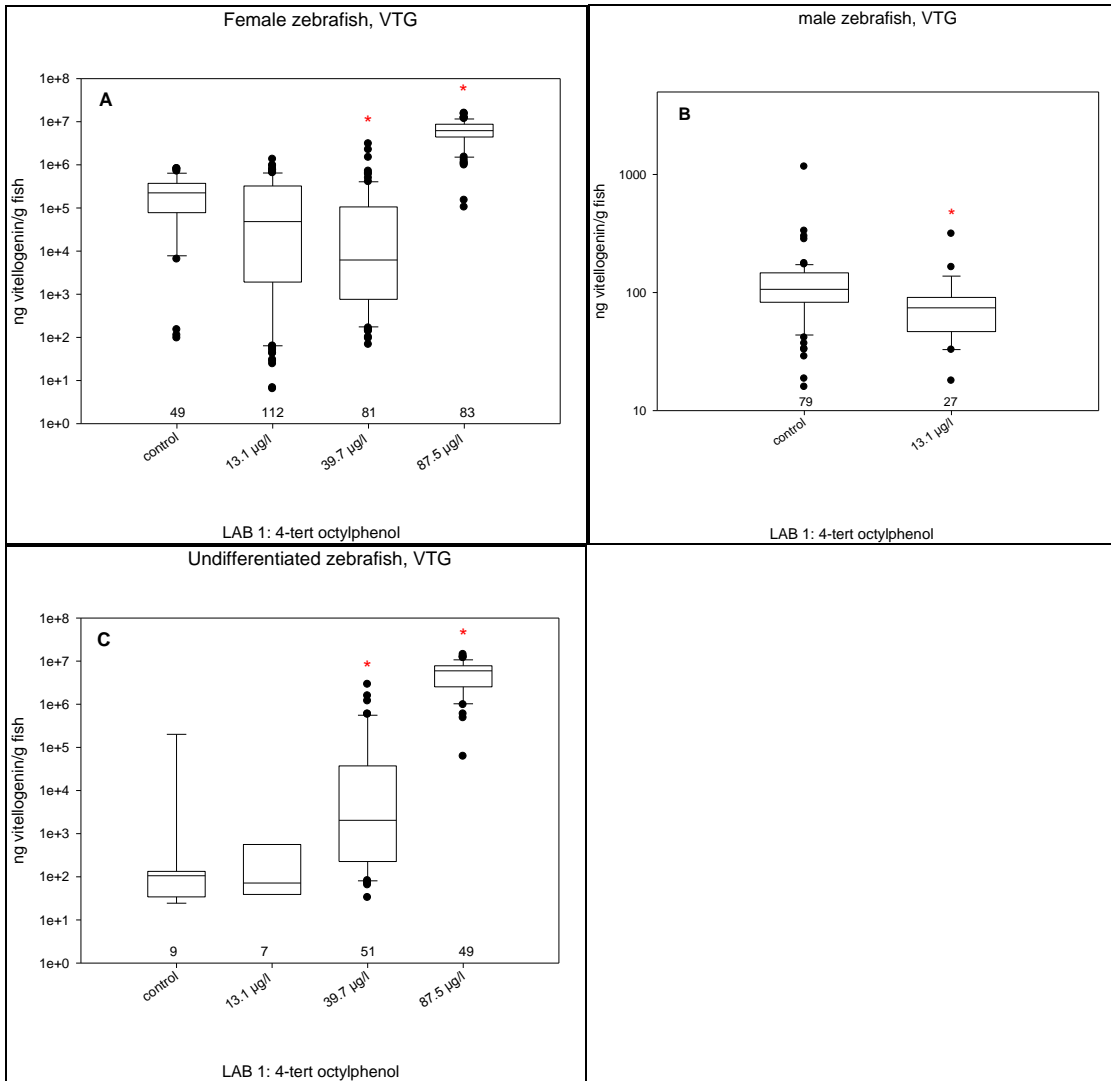 Female zebrafish, VTG
A
ng vitellogenin/g fish
1e+8
1e+7
1e+6
1e+5
1e+4
1e+3
1e+2
1e+1
1e+0
* *
49 112 81 83
control 13.1 µg/l 39.7 µg/l 87.5 µg/l
LAB 1: 4-tert octylphenol
male zebrafish, VTG
B
ng vitellogenin/g fish
1000
100
10
*
79 27
control 13.1 µg/l
LAB 1: 4-tert octylphenol
Undifferentiated zebrafish, VTG
C
ng vitellogenin/g fish
1e+8
1e+7
1e+6
1e+5
1e+4
1e+3
1e+2
1e+1
1e+0
* *
9 7 51 49
control 13.1 µg/l 39.7 µg/l 87.5 µg/l
LAB 1: 4-tert octylphenol